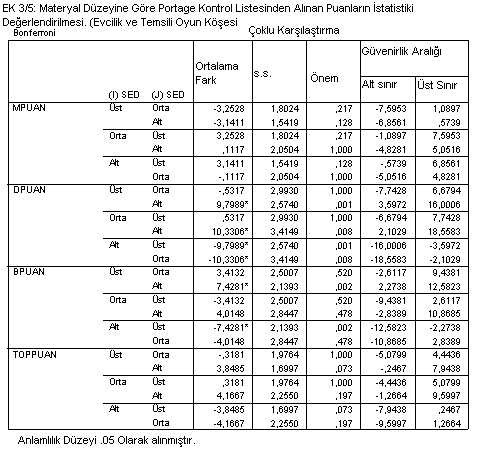 EK 3/5: Materyal Düzeyine Göre Portage Kontrol Listesinden Alınan Puanların İstatistiki
Değerlendirilmesi. (Evcilik ve Temsili Oyun Köşesi
Bonferroni Çoklu Karşılaştırma
Güvenirlik Aralığı
(I) SED (J) SED Ortalama Fark s.s. Önem Alt sınır Üst Sınır
MPUAN Üst Orta -3,2528 1,8024 ,217 -7,5953 1,0897
Alt -3,1411 1,5419 ,128 -6,8561 ,5739
Orta Üst 3,2528 1,8024 ,217 -1,0897 7,5953
Alt ,1117 2,0504 1,000 -4,8281 5,0516
Alt Üst 3,1411 1,5419 ,128 -,5739 6,8561
Orta -,1117 2,0504 1,000 -5,0516 4,8281
DPUAN Üst Orta -,5317 2,9930 1,000 -7,7428 6,6794
Alt 9,7989* 2,5740 ,001 3,5972 16,0006
Orta Üst ,5317 2,9930 1,000 -6,6794 7,7428
Alt 10,3306* 3,4149 ,008 2,1029 18,5583
Alt Üst -9,7989* 2,5740 ,001 -16,0006 -3,5972
Orta -10,3306* 3,4149 ,008 -18,5583 -2,1029
BPUAN Üst Orta 3,4132 2,5007 ,520 -2,6117 9,4381
Alt 7,4281* 2,1393 ,002 2,2738 12,5823
Orta Üst -3,4132 2,5007 ,520 -9,4381 2,6117
Alt 4,0148 2,8447 ,478 -2,8389 10,8685
Alt Üst -7,4281* 2,1393 ,002 -12,5823 -2,2738
Orta -4,0148 2,8447 ,478 -10,8685 2,8389
TOPPUAN Üst Orta -,3181 1,9764 1,000 -5,0799 4,4436
Alt 3,8485 1,6997 ,073 -,2467 7,9438
Orta Üst ,3181 1,9764 1,000 -4,4436 5,0799
Alt 4,1667 2,2550 ,197 -1,2664 9,5997
Alt Üst -3,8485 1,6997 ,073 -7,9438 ,2467
Orta -4,1667 2,2550 ,197 -9,5997 1,2664
Anlamlılık Düzeyi .05 Olarak alınmıştır.